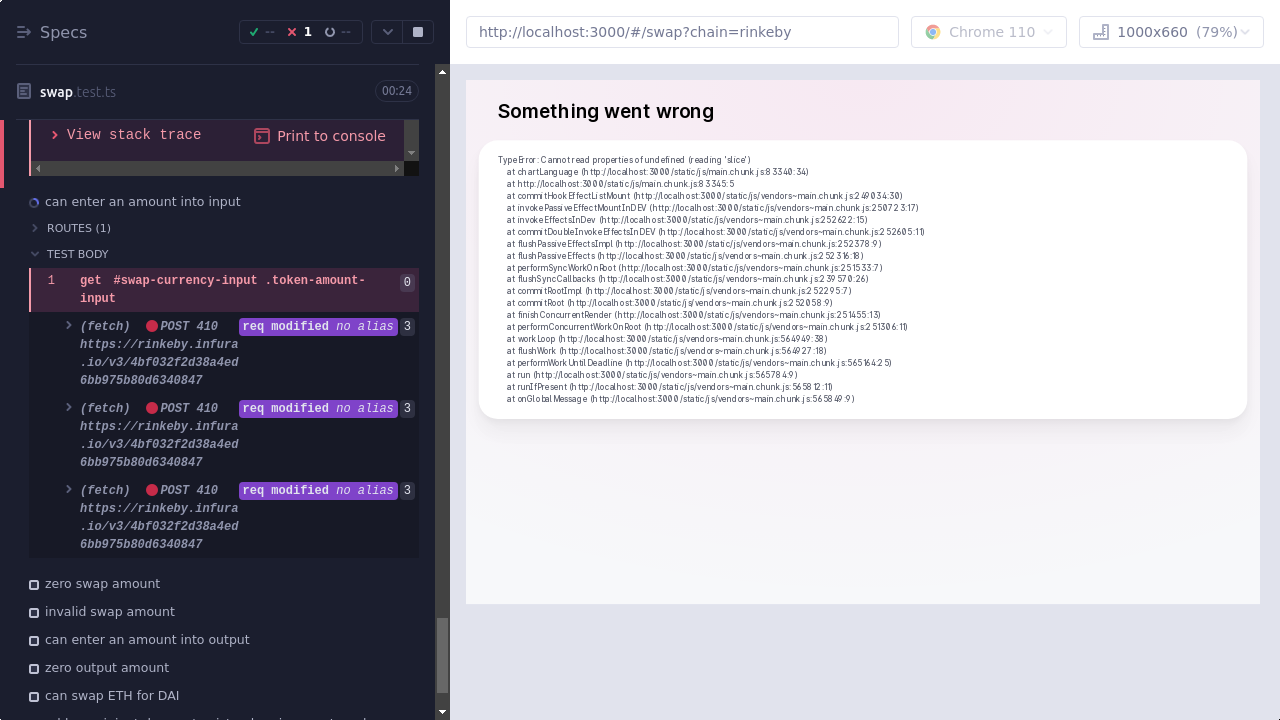 Specs
-- 1 --
swap.test.ts
00:24
View stack trace
Print to console
can enter an amount into input
ROUTES (1)
TEST BODY
1 get #swap-currency-input .token-amount-input 0
(fetch) POST 410 req modified no alias 3
https://rinkeby.infura
.io/v3/4bf032f2d38a4ed
6bb975b80d6340847
(fetch) POST 410 req modified no alias 3
https://rinkeby.infura
.io/v3/4bf032f2d38a4ed
6bb975b80d6340847
(fetch) POST 410 req modified no alias 3
https://rinkeby.infura
.io/v3/4bf032f2d38a4ed
6bb975b80d6340847
zero swap amount
invalid swap amount
can enter an amount into output
zero output amount
can swap ETH for DAI
http://localhost:3000/#/swap?chain=rinkeby
Chrome 110
1000x660 (79%)
Something went wrong
TypeError: Cannot read properties of undefined (reading 'slice')
at chartLanguage (http://localhost:3000/static/js/main.chunk.js:83340:34)
at http://localhost:3000/static/js/main.chunk.js:83345:5
at commitHookEffectListMount (http://localhost:3000/static/js/vendors~main.chunk.js:249034:30)
at invokePassiveEffectMountInDEV (http://localhost:3000/static/js/vendors~main.chunk.js:250723:17)
at invokeEffectsInDev (http://localhost:3000/static/js/vendors~main.chunk.js:252622:15)
at commitDoubleInvokeEffectsInDEV (http://localhost:3000/static/js/vendors~main.chunk.js:252605:11)
at flushPassiveEffectsImpl (http://localhost:3000/static/js/vendors~main.chunk.js:252378:9)
at flushPassiveEffects (http://localhost:3000/static/js/vendors~main.chunk.js:252316:18)
at performSyncWorkOnRoot (http://localhost:3000/static/js/vendors~main.chunk.js:251533:7)
at flushSyncCallbacks (http://localhost:3000/static/js/vendors~main.chunk.js:239570:26)
at commitRootImpl (http://localhost:3000/static/js/vendors~main.chunk.js:252295:7)
at commitRoot (http://localhost:3000/static/js/vendors~main.chunk.js:252058:9)
at finishConcurrentRender (http://localhost:3000/static/js/vendors~main.chunk.js:251455:13)
at performConcurrentWorkOnRoot (http://localhost:3000/static/js/vendors~main.chunk.js:251306:11)
at workLoop (http://localhost:3000/static/js/vendors~main.chunk.js:564949:38)
at flushWork (http://localhost:3000/static/js/vendors~main.chunk.js:564927:18)
at performWorkUntilDeadline (http://localhost:3000/static/js/vendors~main.chunk.js:565164:25)
at run (http://localhost:3000/static/js/vendors~main.chunk.js:565784:9)
at runIfPresent (http://localhost:3000/static/js/vendors~main.chunk.js:565812:11)
at onGlobalMessage (http://localhost:3000/static/js/vendors~main.chunk.js:565849:9)